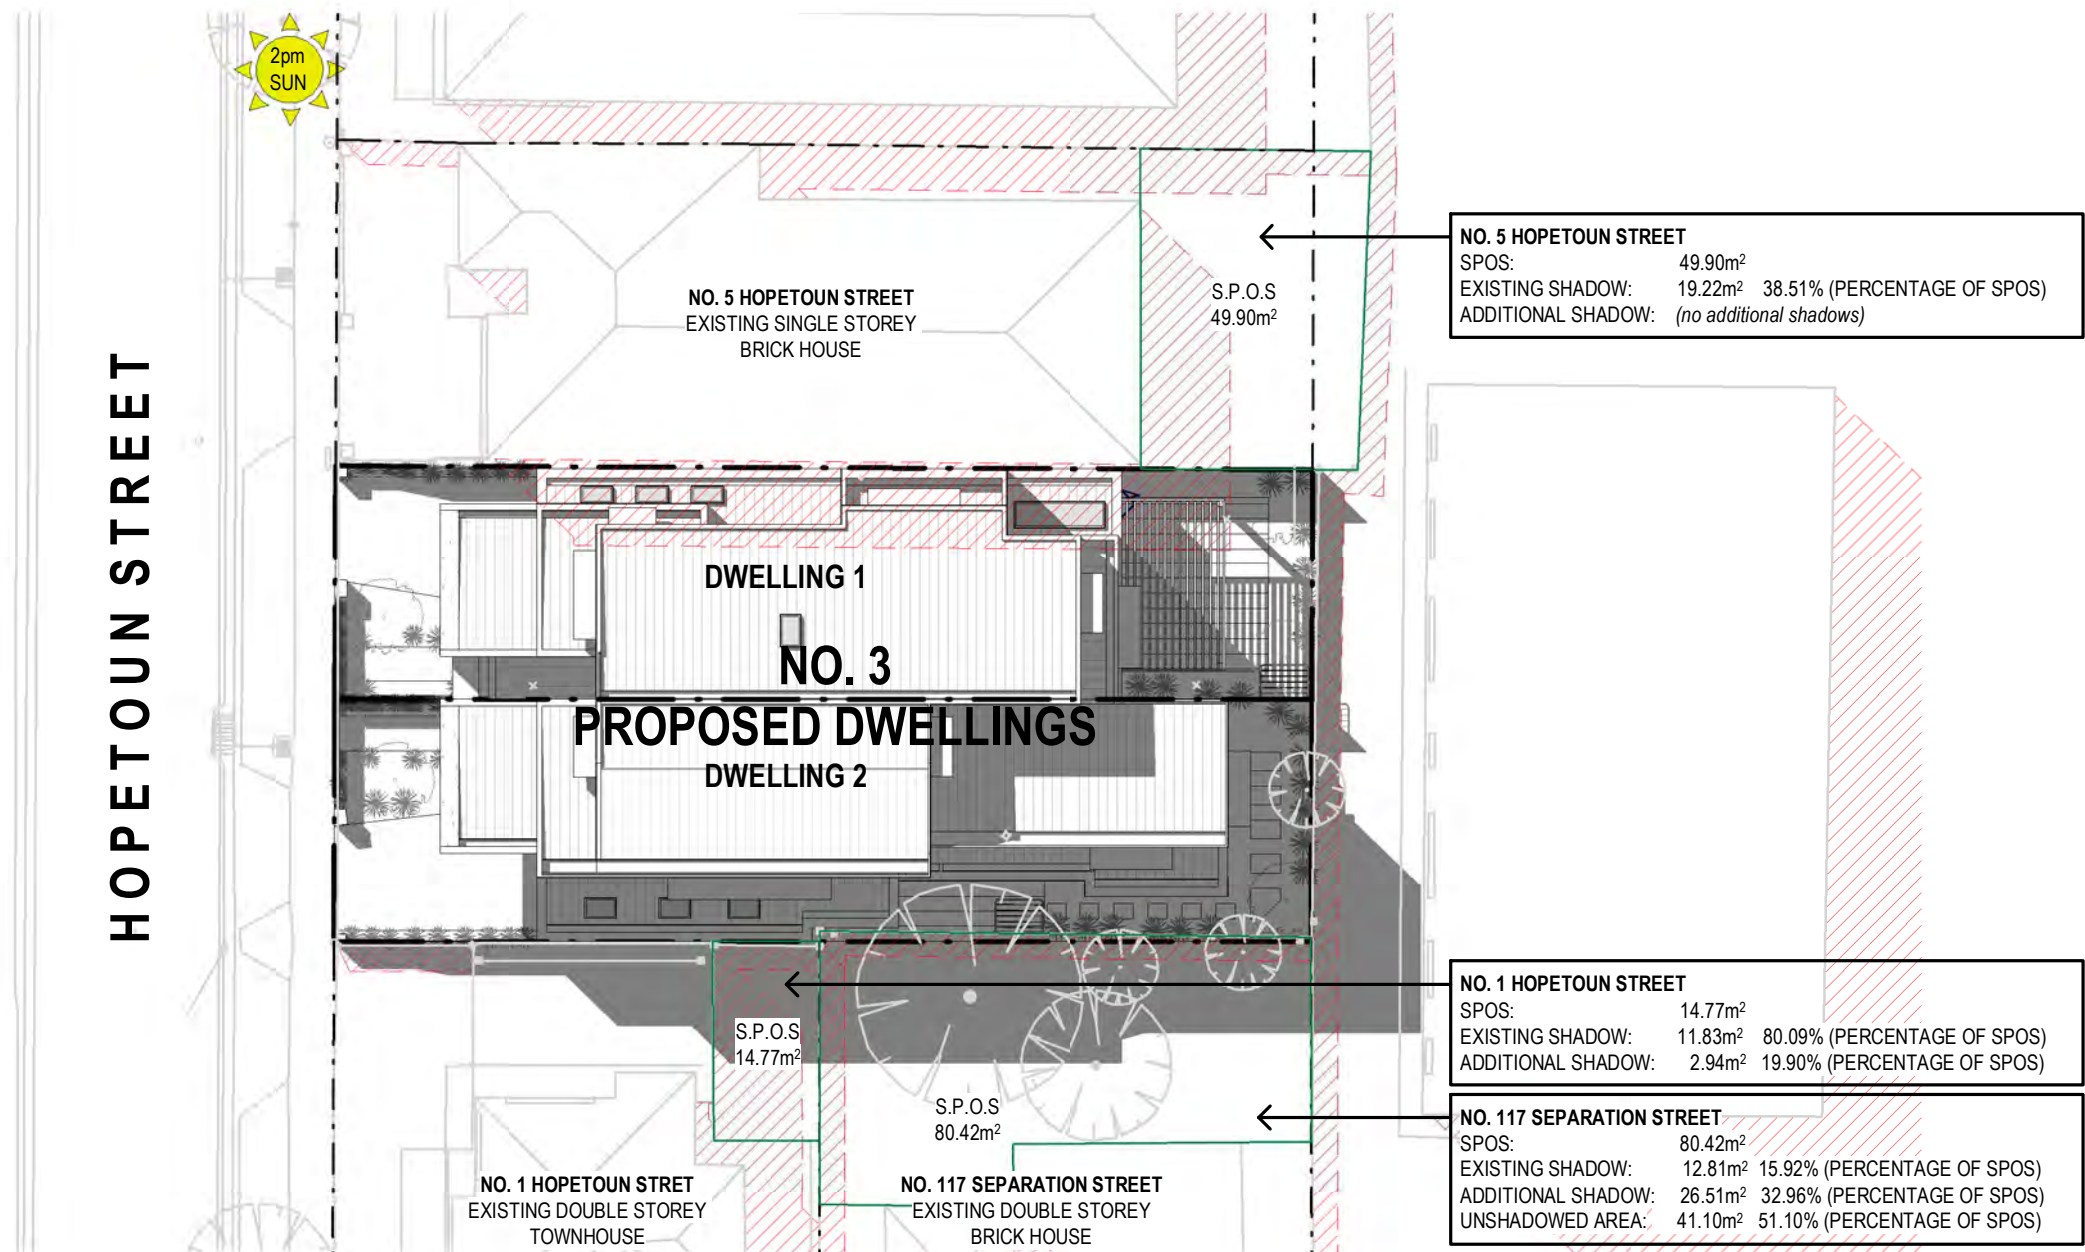 2pm
SUN
HOPETOUN STREET
NO. 5 HOPETOUN STREET
EXISTING SINGLE STOREY
BRICK HOUSE
S.P.O.S
49.90m²
NO. 5 HOPETOUN STREET
SPOS: 49.90m²
EXISTING SHADOW: 19.22m² 38.51% (PERCENTAGE OF SPOS)
ADDITIONAL SHADOW: (no additional shadows)
DWELLING 1
NO. 3
PROPOSED DWELLINGS
DWELLING 2
S.P.O.S
14.77m²
S.P.O.S
80.42m²
NO. 1 HOPETOUN STREET
SPOS: 14.77m²
EXISTING SHADOW: 11.83m² 80.09% (PERCENTAGE OF SPOS)
ADDITIONAL SHADOW: 2.94m² 19.90% (PERCENTAGE OF SPOS)
NO. 117 SEPARATION STREET
SPOS: 80.42m²
EXISTING SHADOW: 12.81m² 15.92% (PERCENTAGE OF SPOS)
ADDITIONAL SHADOW: 26.51m² 32.96% (PERCENTAGE OF SPOS)
UNSHADOWED AREA: 41.10m² 51.10% (PERCENTAGE OF SPOS)
NO. 1 HOPETOUN STRET
EXISTING DOUBLE STOREY
TOWNHOUSE
NO. 117 SEPARATION STREET
EXISTING DOUBLE STOREY
BRICK HOUSE